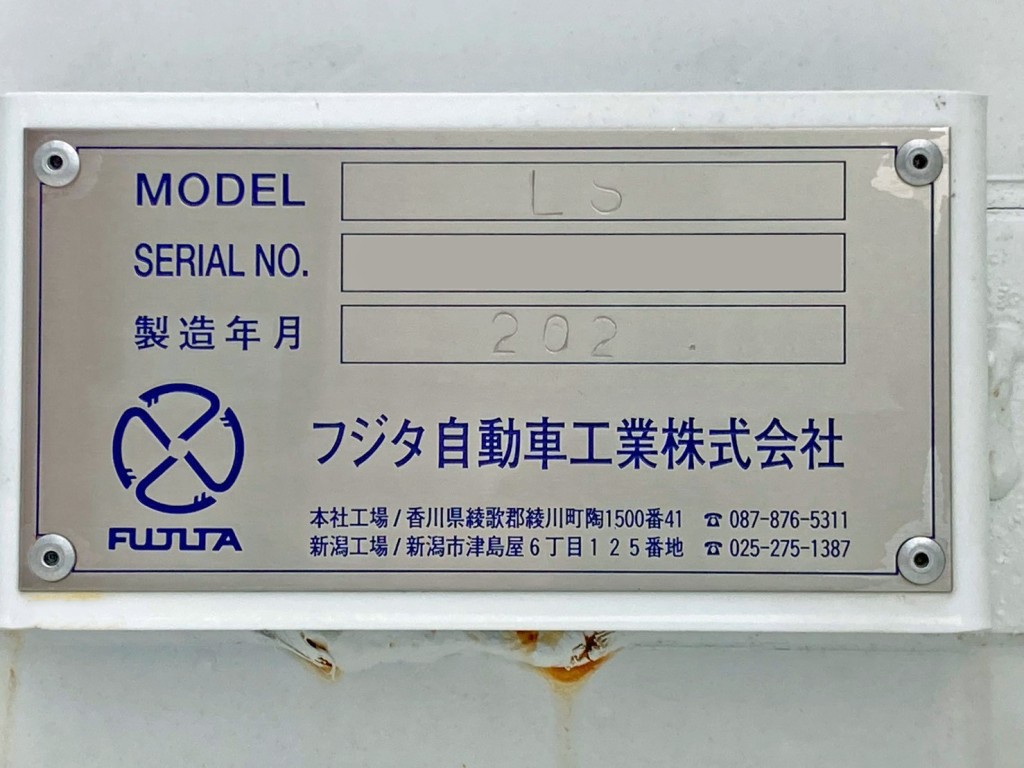 MODEL LS
SERIAL NO.
製造年月 202 .
フジタ自動車工業株式会社
FUJITA
本社工場/香川県綾歌郡綾川町陶1500番41 ☎087-876-5311
新潟工場/新潟市津島屋6丁目125番地 ☎025-275-1387